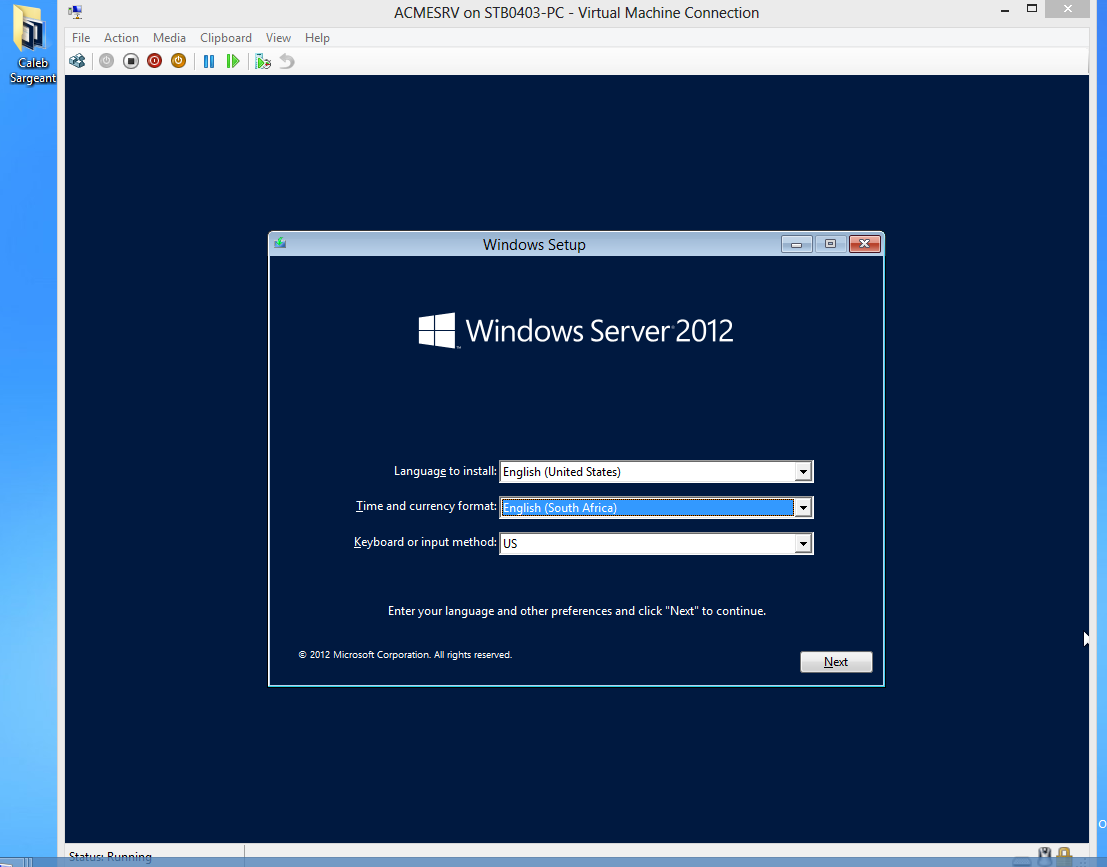 Caleb
Sargeant
ACMESRV on STB0403-PC - Virtual Machine Connection
File Action Media Clipboard View Help
Windows Setup
Windows Server 2012
Language to install: English (United States)
Time and currency format: English (South Africa)
Keyboard or input method: US
Enter your language and other preferences and click "Next" to continue.
© 2012 Microsoft Corporation. All rights reserved.
Next
Status: Running